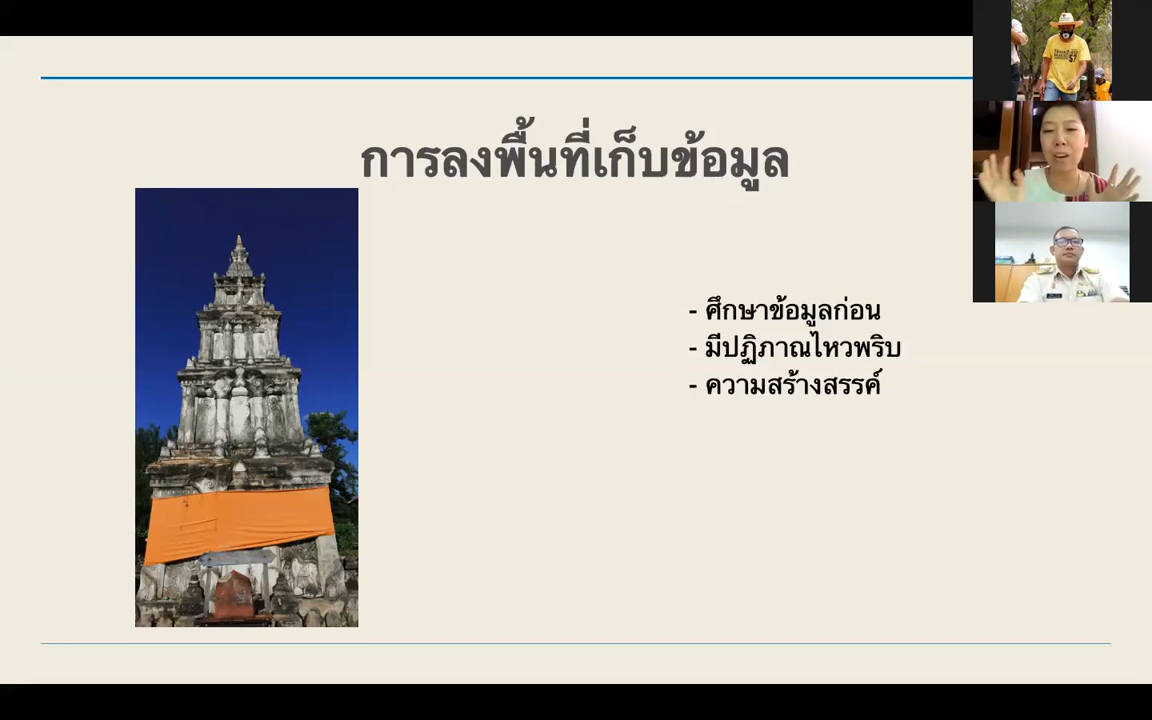 การลงพื้นที่เก็บข้อมูล
- ศึกษาข้อมูลก่อน
- มีปฏิภาณไหวพริบ
- ความสร้างสรรค์